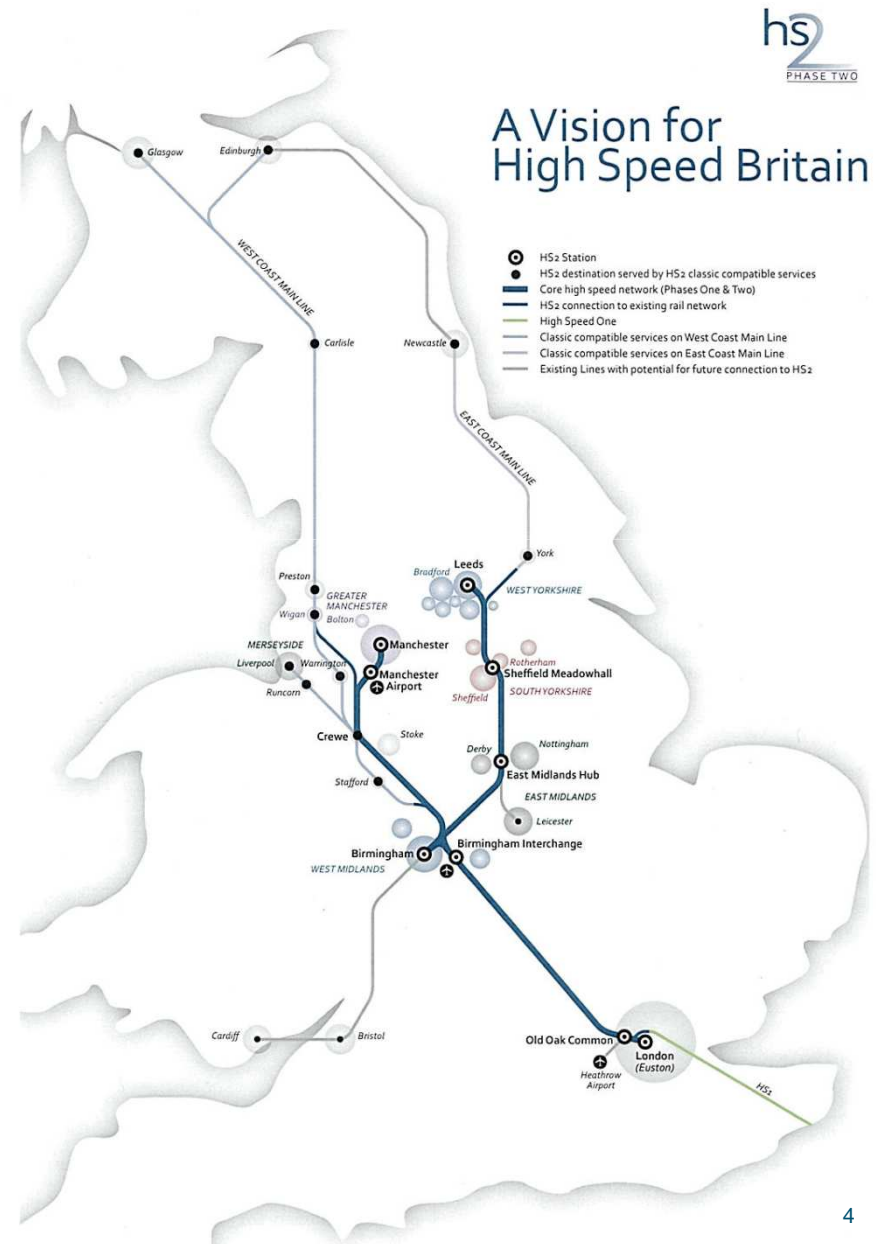 hs2
PHASE TWO
A Vision for
High Speed Britain
HS2 Station
HS2 destination served by HS2 classic compatible services
Core high speed network (Phases One & Two)
HS2 connection to existing rail network
High Speed One
Classic compatible services on West Coast Main Line
Classic compatible services on East Coast Main Line
Existing Lines with potential for future connection to HS2
Glasgow
Edinburgh
WEST COAST MAIN LINE
Carlisle
Newcastle
EAST COAST MAIN LINE
York
Leeds
Bradford
WEST YORKSHIRE
Preston
GREATER
MANCHESTER
Wigan
Bolton
MERSEYSIDE
Manchester
Liverpool
Warrington
Manchester
Airport
Runcorn
Rotherham
Sheffield Meadowhall
Sheffield
SOUTH YORKSHIRE
Crewe
Stoke
Derby
Nottingham
East Midlands Hub
Stafford
EAST MIDLANDS
Leicester
Birmingham
Birmingham Interchange
WEST MIDLANDS
Cardiff
Bristol
Old Oak Common
London
(Euston)
Heathrow
Airport
HS1
4